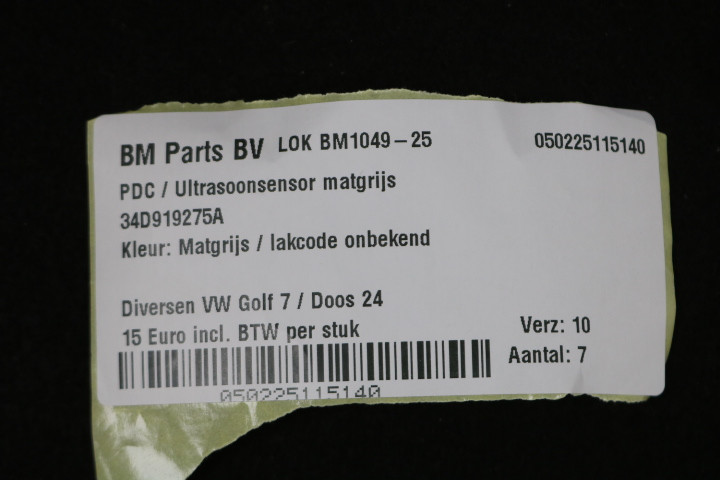 BM Parts BV LOK BM1049-25 050225115140
PDC / Ultrasoonsensor matgrijs
34D919275A
Kleur: Matgrijs / lakcode onbekend
Diversen VW Golf 7 / Doos 24
15 Euro incl. BTW per stuk Verz: 10
Aantal: 7
050225115140